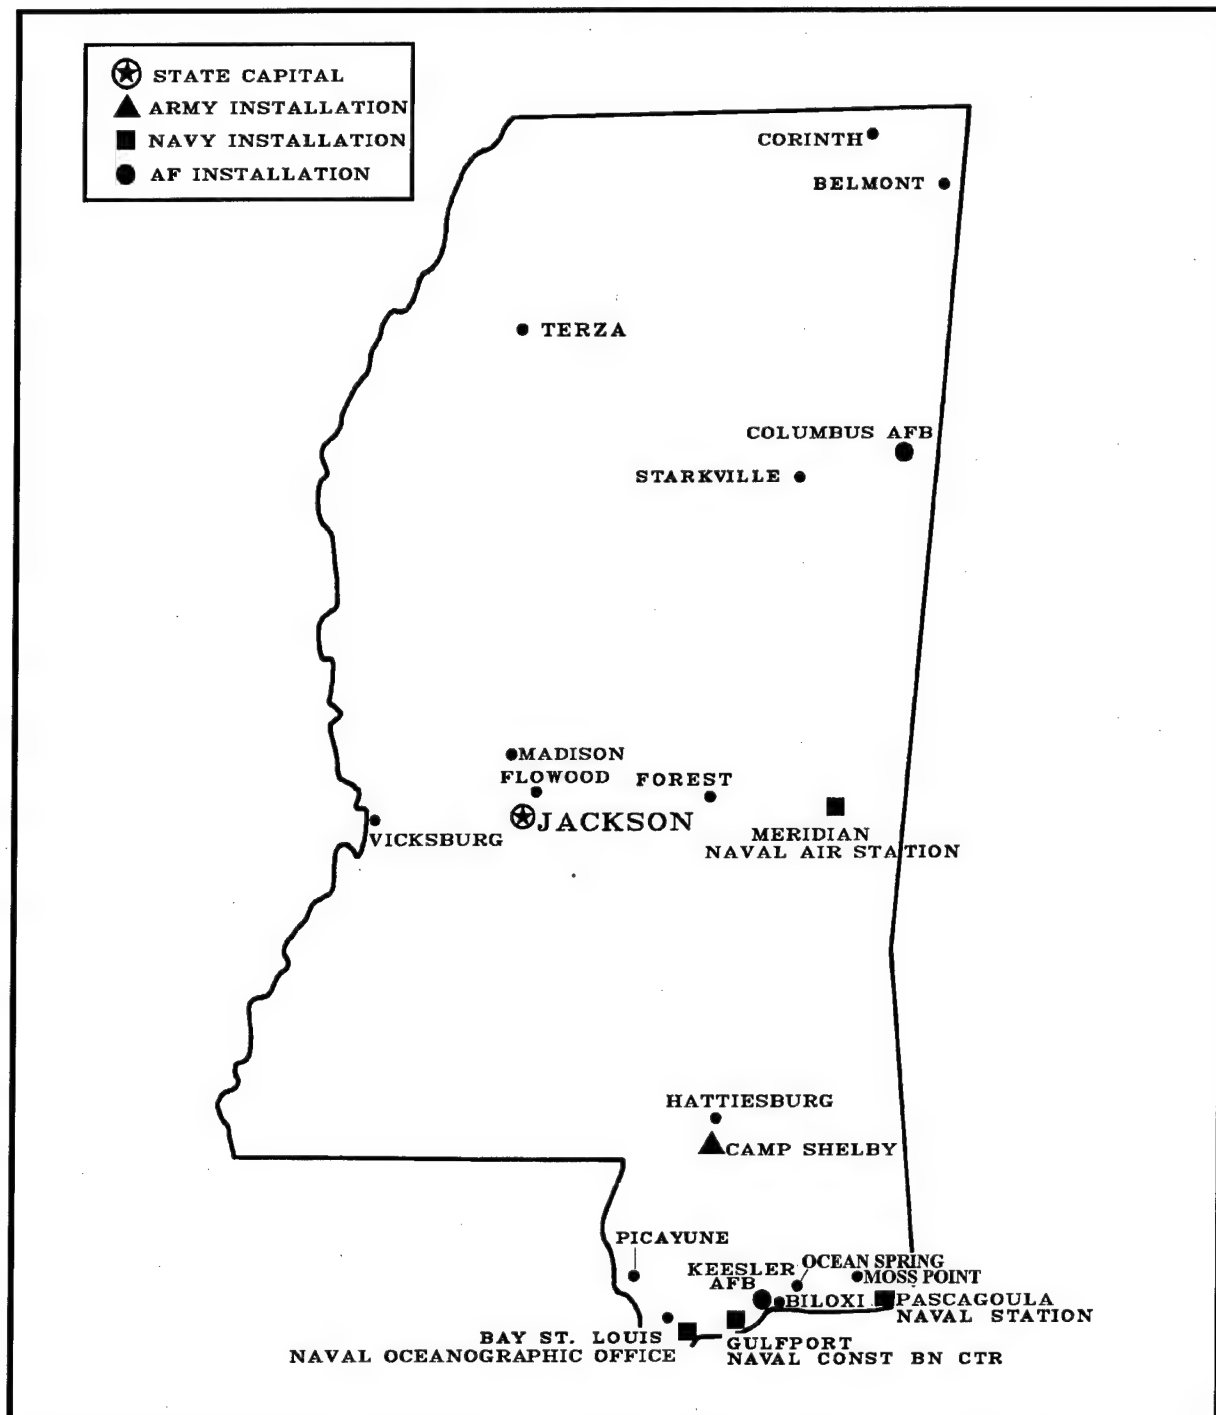 STATE CAPITAL
ARMY INSTALLATION
NAVY INSTALLATION
AF INSTALLATION
CORINTH
BELMONT
TERZA
COLUMBUS AFB
STARKVILLE
MADISON
FLOWOOD
FOREST
JACKSON
VICKSBURG
MERIDIAN
NAVAL AIR STATION
HATTIESBURG
CAMP SHELBY
PICAYUNE
KEESLER
AFB
OCEAN SPRING
MOSS POINT
BILOXI
PASCAGOULA
NAVAL STATION
BAY ST. LOUIS
NAVAL OCEANOGRAPHIC OFFICE
GULFPORT
NAVAL CONST BN CTR